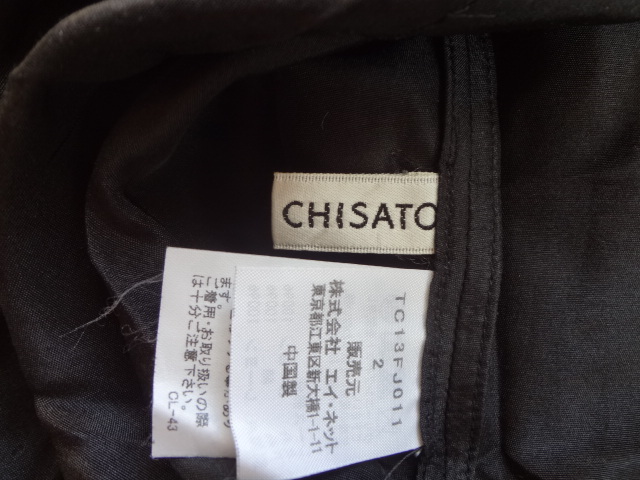 CHISATO
TC13FJ011
2
販売元
株式会社 エイ・ネット
東京都江東区新大橋1-1-11
中国製
ます。
ご着用・お取り扱いの際
は十分ご注意下さい。
CL-43